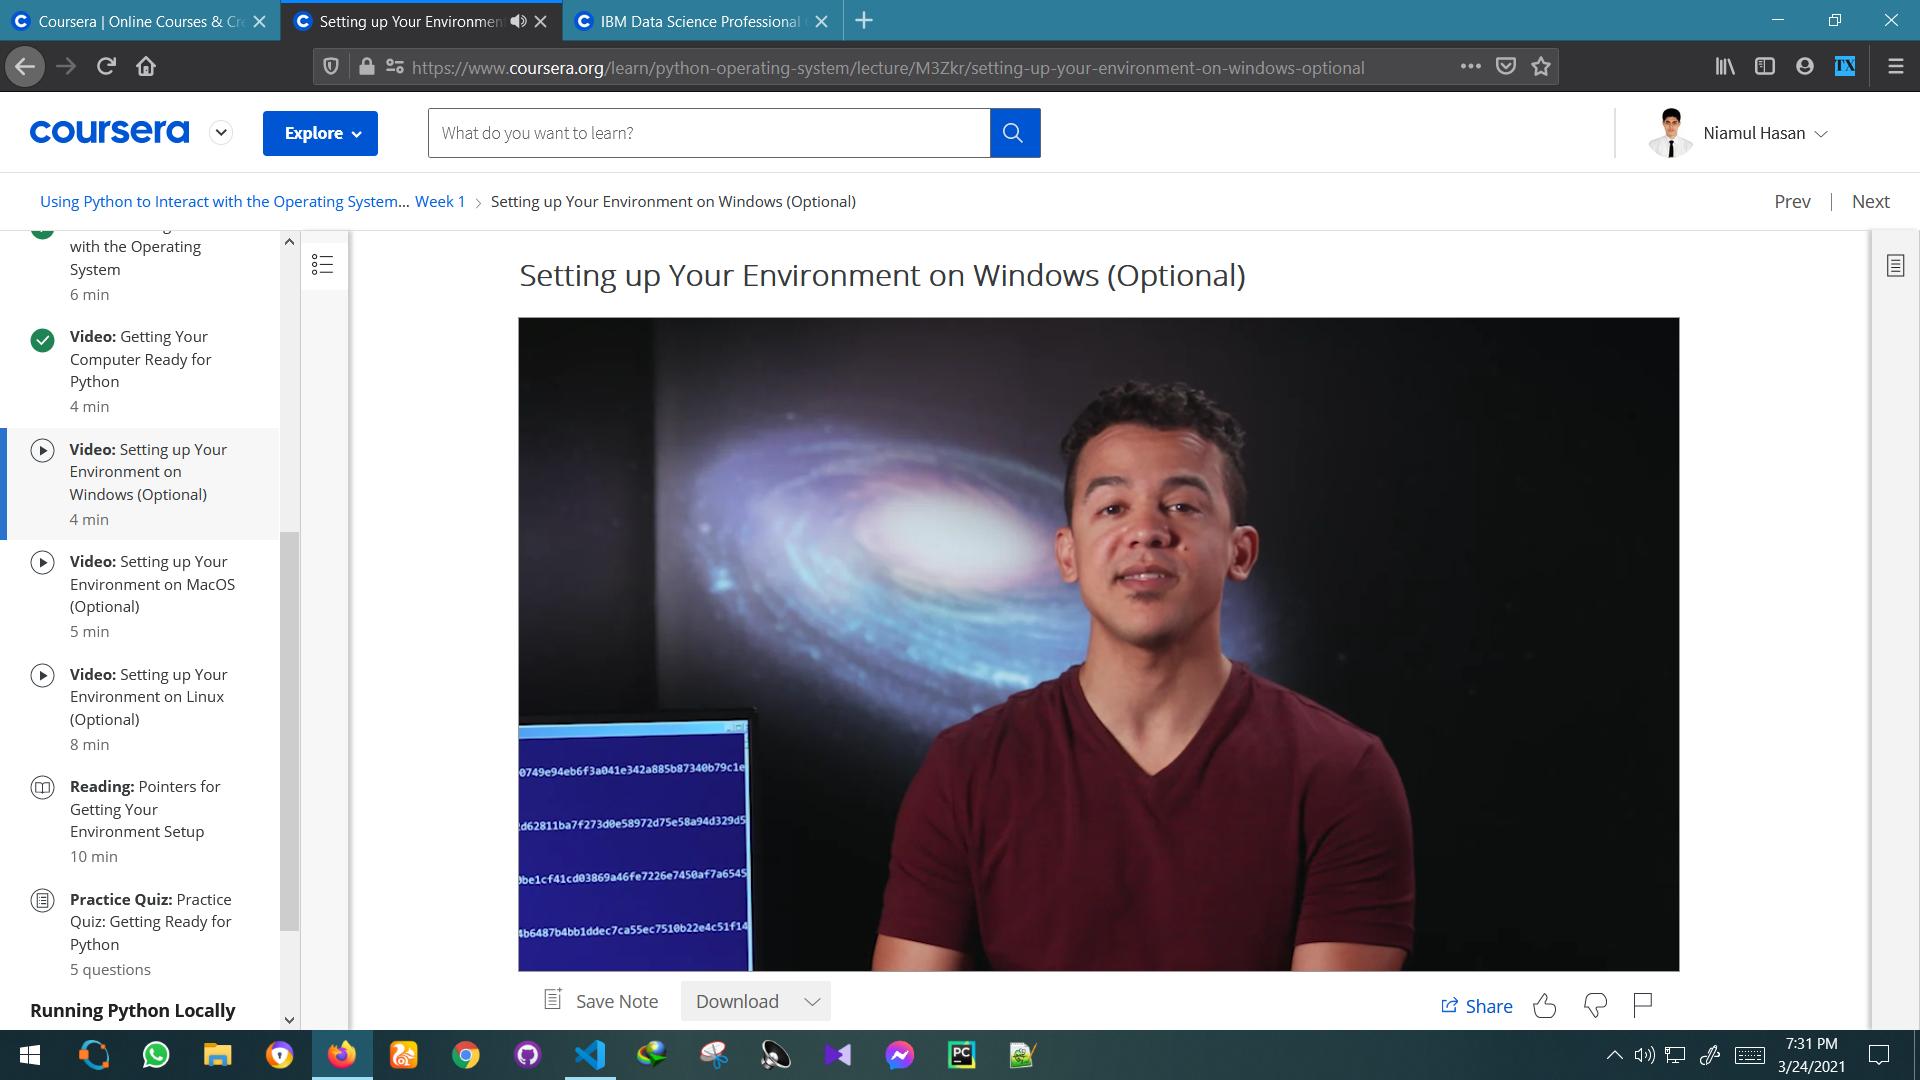 Coursera | Online Courses & Cre
Setting up Your Environment
IBM Data Science Professional
https://www.coursera.org/learn/python-operating-system/lecture/M3Zkr/setting-up-your-environment-on-windows-optional
TX
coursera
Explore
What do you want to learn?
Niamul Hasan
Using Python to Interact with the Operating System... Week 1 > Setting up Your Environment on Windows (Optional)
Prev | Next
with the Operating
System
6 min
Video: Getting Your
Computer Ready for
Python
4 min
Video: Setting up Your
Environment on
Windows (Optional)
4 min
Video: Setting up Your
Environment on MacOS
(Optional)
5 min
Video: Setting up Your
Environment on Linux
(Optional)
8 min
Reading: Pointers for
Getting Your
Environment Setup
10 min
Practice Quiz: Practice
Quiz: Getting Ready for
Python
5 questions
Running Python Locally
Setting up Your Environment on Windows (Optional)
0749e94eb6f3a041e342a885b87340b79c1e
2d62811ba7f273d0e58972d75e58a94d329d5
0be1cf41cd03869a46fe7226e7450af7a6545
4b6487b4bb1ddec7ca55ec7510b22e4c51f14
Save Note
Download
Share
PC
7:31 PM
3/24/2021